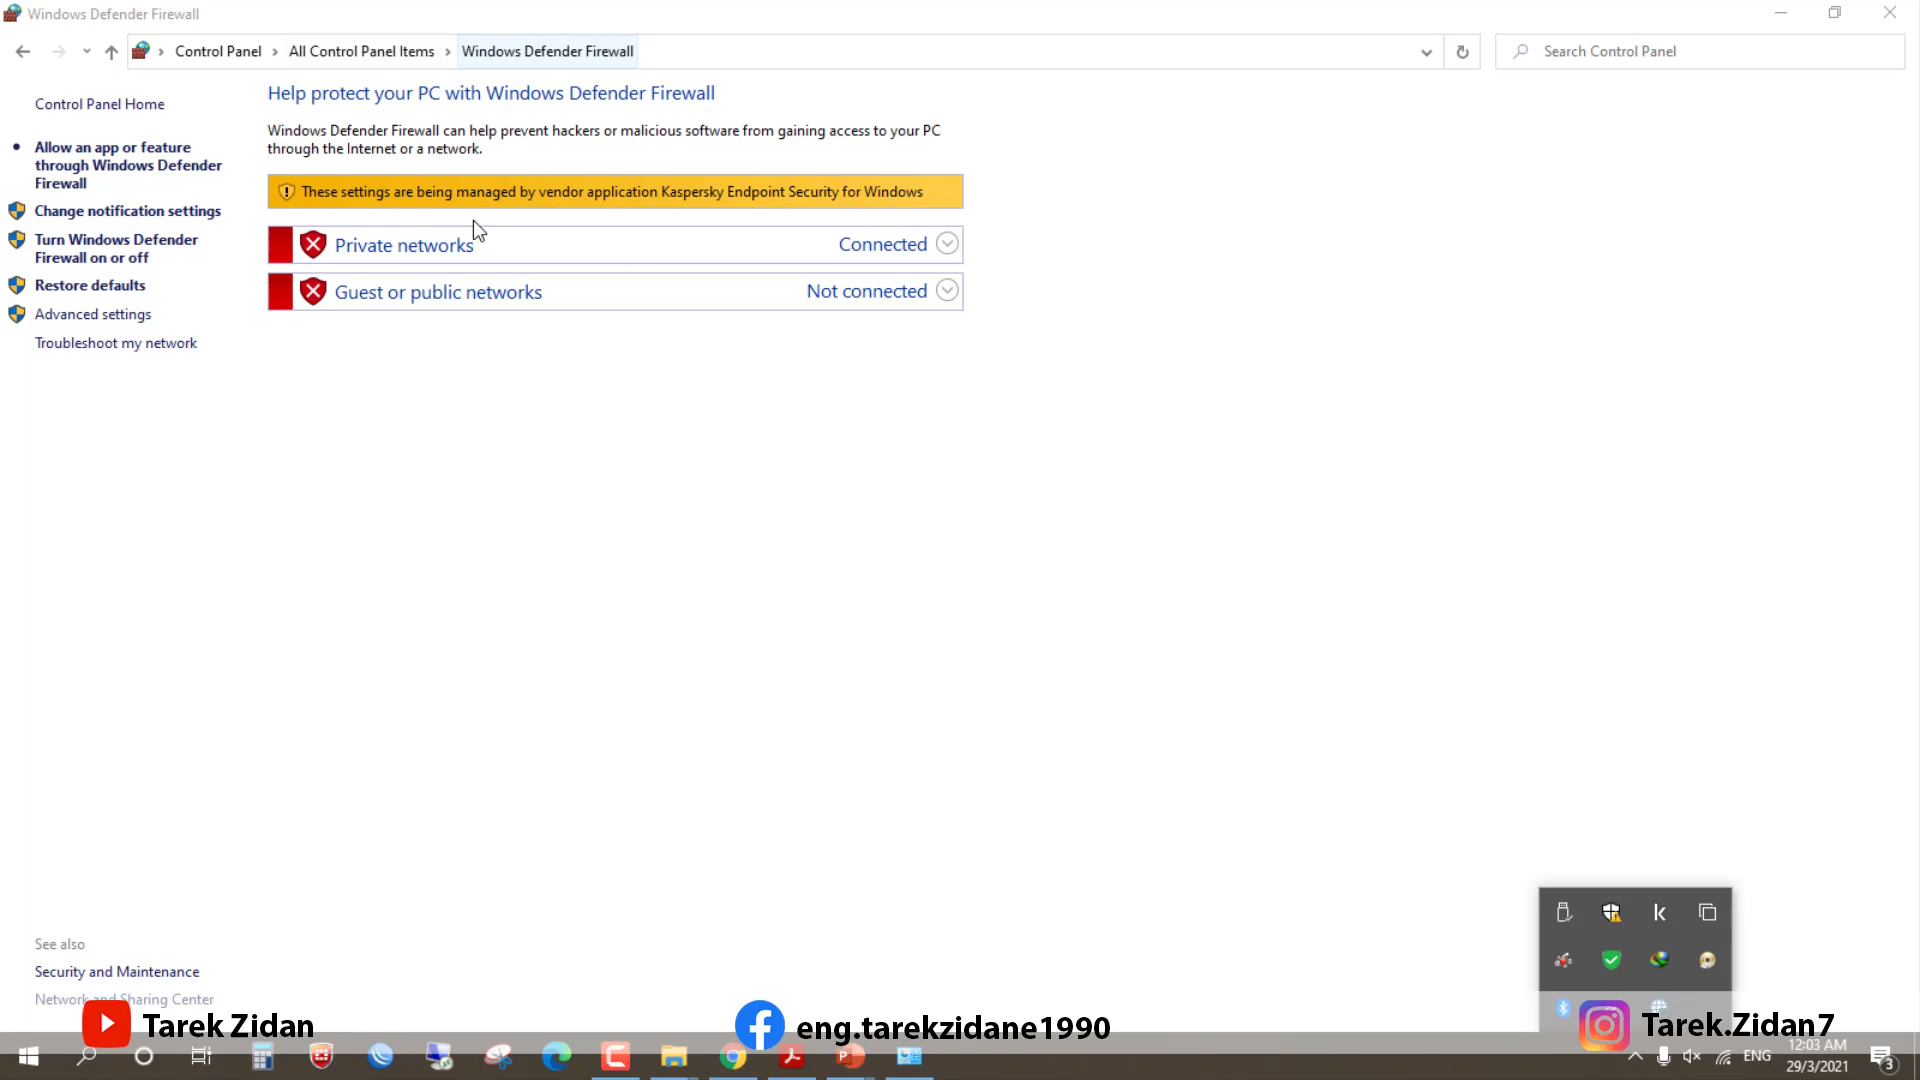 Windows Defender Firewall
Control Panel
All Control Panel Items
Windows Defender Firewall
Search Control Panel
Control Panel Home
Allow an app or feature
through Windows Defender
Firewall
Change notification settings
Turn Windows Defender
Firewall on or off
Restore defaults
Advanced settings
Troubleshoot my network
Help protect your PC with Windows Defender Firewall
Windows Defender Firewall can help prevent hackers or malicious software from gaining access to your PC
through the Internet or a network.
These settings are being managed by vendor application Kaspersky Endpoint Security for Windows
Private networks
Connected
Guest or public networks
Not connected
See also
Security and Maintenance
Network and Sharing Center
Tarek Zidan
eng.tarekzidane1990
Tarek.Zidan7
ENG
12:03 AM
29/3/2021
3